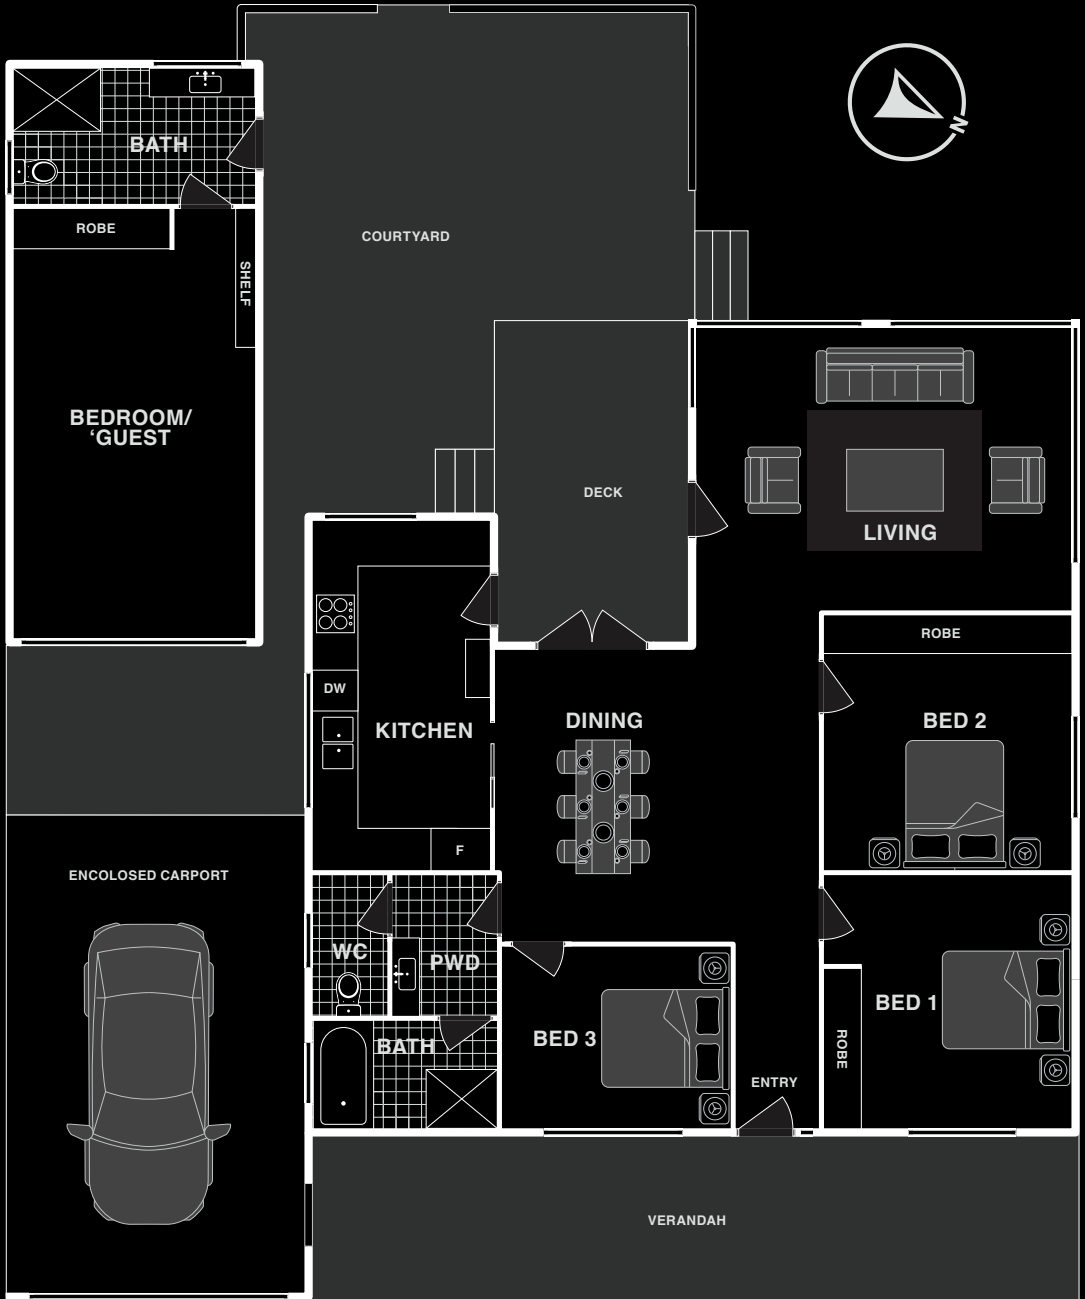 N
BATH
ROBE
SHELF
COURTYARD
BEDROOM/
‘GUEST
DECK
LIVING
ROBE
DW
KITCHEN
DINING
BED 2
F
ENCOLOSED CARPORT
WC
PWD
BED 1
BED 3
BATH
ROBE
ENTRY
VERANDAH